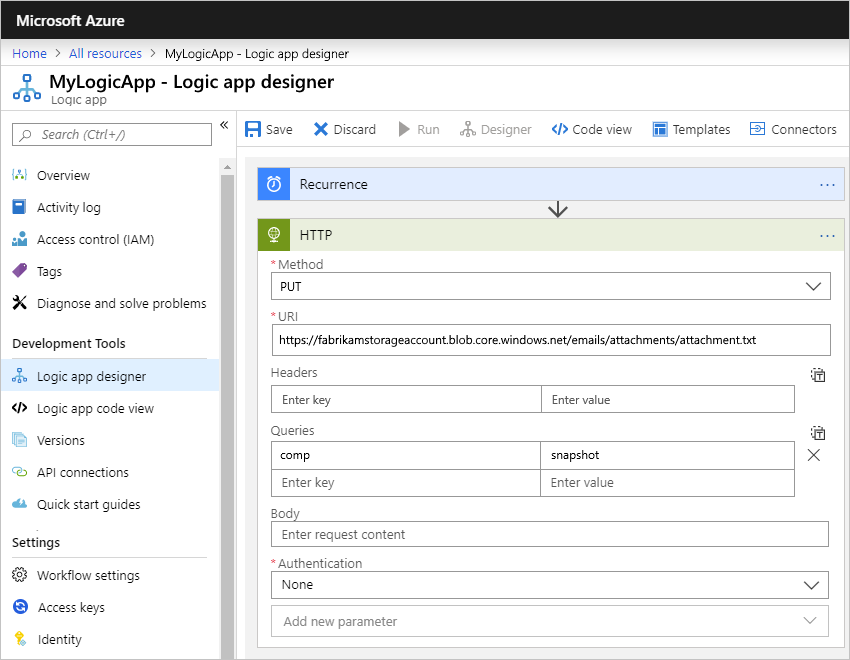 Microsoft Azure
Home > All resources > MyLogicApp - Logic app designer
MyLogicApp - Logic app designer
Logic app
Search (Ctrl+/)
«
Save
Discard
Run
Designer
Code view
Templates
Connectors
Overview
Activity log
Access control (IAM)
Tags
Diagnose and solve problems
Development Tools
Logic app designer
Logic app code view
Versions
API connections
Quick start guides
Settings
Workflow settings
Access keys
Identity
Recurrence
...
HTTP
...
* Method
PUT
* URI
https://fabrikamstorageaccount.blob.core.windows.net/emails/attachments/attachment.txt
Headers
Enter key
Enter value
Queries
comp
snapshot
Enter key
Enter value
Body
Enter request content
* Authentication
None
Add new parameter